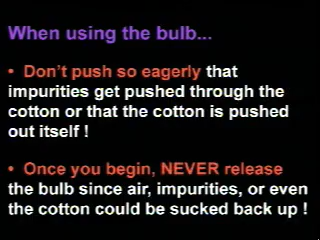 When using the bulb...
• Don't push so eagerly that
impurities get pushed through the
cotton or that the cotton is pushed
out itself !
• Once you begin, NEVER release
the bulb since air, impurities, or even
the cotton could be sucked back up !